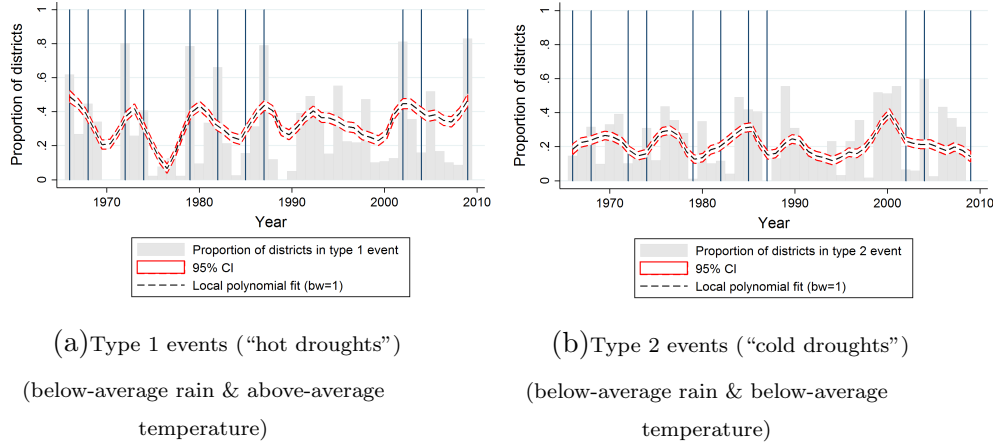 Proportion of districts
1
.8
.6
.4
.2
0
1970
1980
1990
2000
2010
Year
Proportion of districts in type 1 event
95% CI
Local polynomial fit (bw=1)
(a)Type 1 events (“hot droughts”)
(below-average rain & above-average
temperature)
Proportion of districts
1
.8
.6
.4
.2
0
1970
1980
1990
2000
2010
Year
Proportion of districts in type 2 event
95% CI
Local polynomial fit (bw=1)
(b)Type 2 events (“cold droughts”)
(below-average rain & below-average
temperature)